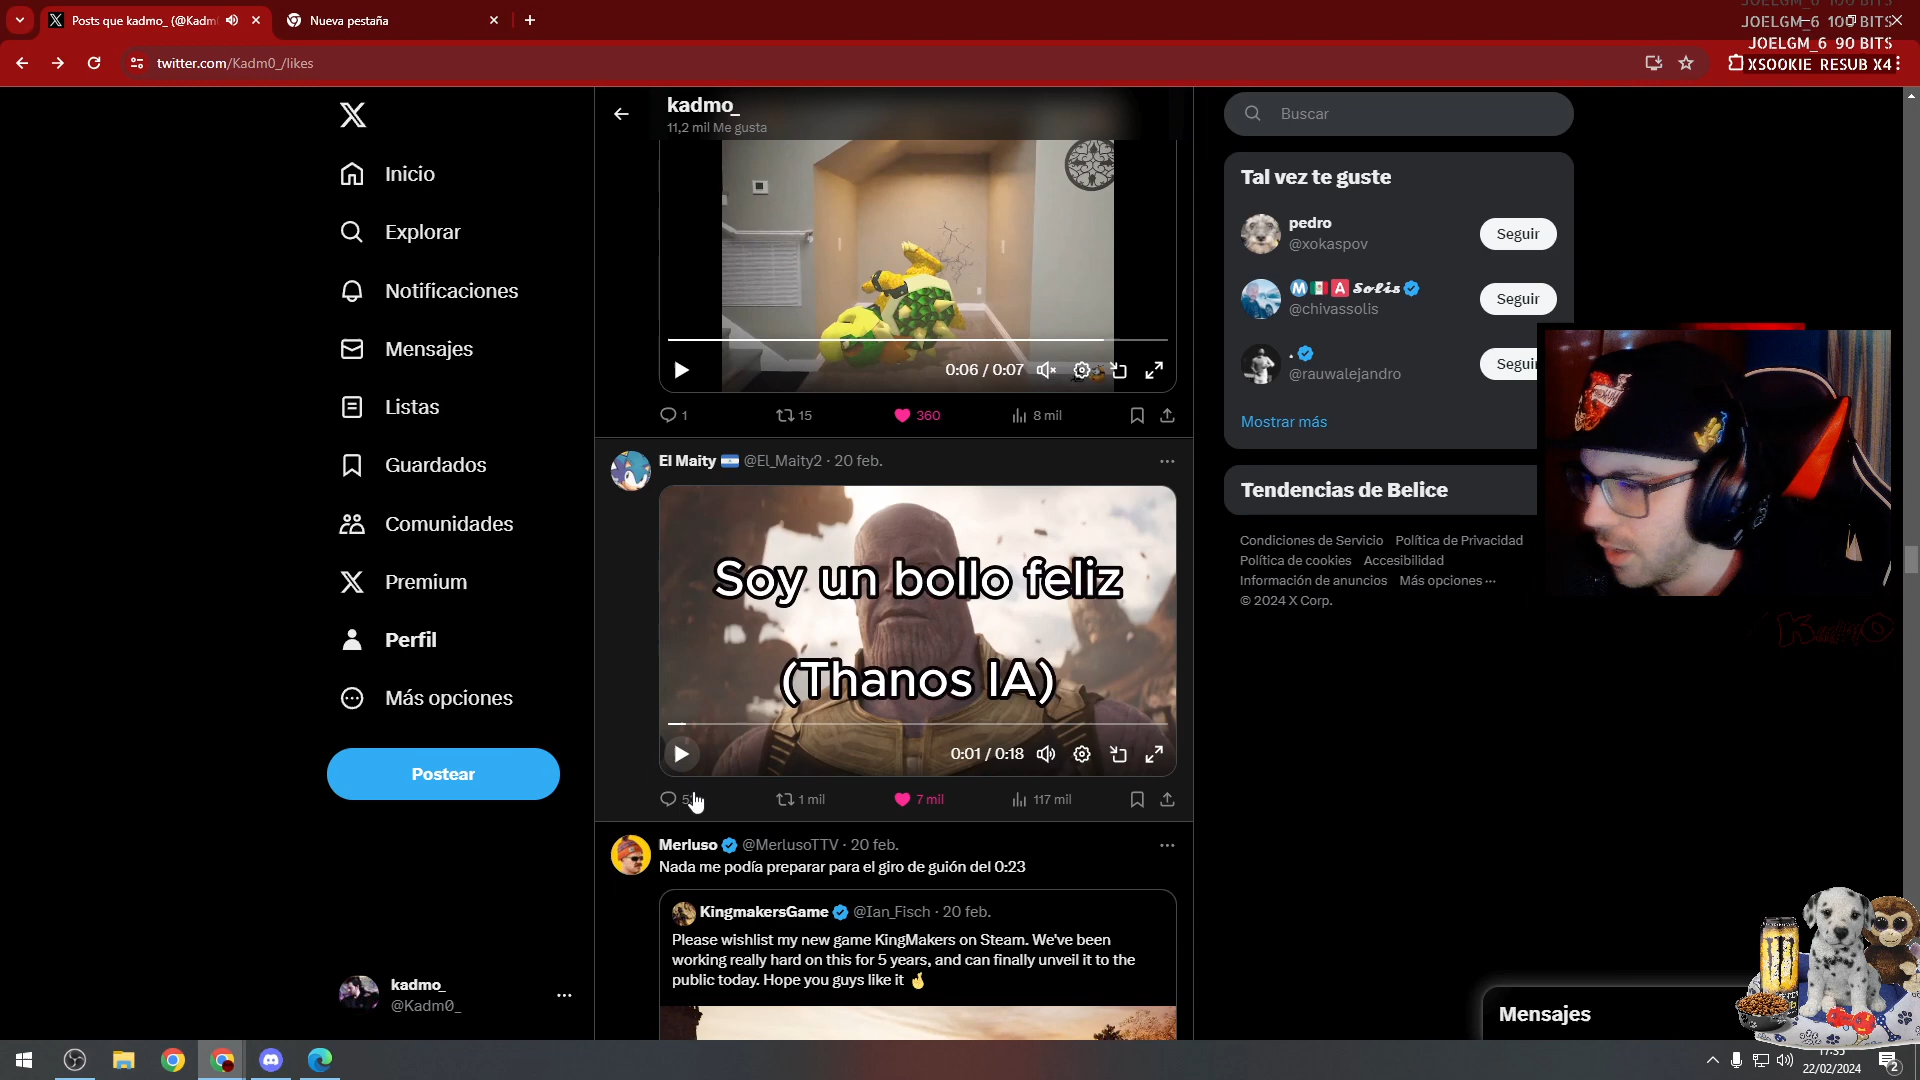 Posts que kadmo_ (@Kadm
Nueva pestaña
JOELGM_6 100 BITS
JOELGM_6 90 BITS
XSOOKIE RESUB X4
twitter.com/Kadm0_/likes
Inicio
Explorar
Notificaciones
Mensajes
Listas
Guardados
Comunidades
Premium
Perfil
Más opciones
Postear
kadmo_
@Kadm0_
kadmo_
11,2 mil Me gusta
0:06 / 0:07
1
15
360
8 mil
El Maity @El_Maity2 · 20 feb.
Soy un bollo feliz
(Thanos IA)
0:01 / 0:18
1 mil
7 mil
117 mil
Merluso @MerlusoTTV · 20 feb.
Nada me podía preparar para el giro de guión del 0:23
KingmakersGame @Ian_Fisch · 20 feb.
Please wishlist my new game KingMakers on Steam. We've been
working really hard on this for 5 years, and can finally unveil it to the
public today. Hope you guys like it
Buscar
Tal vez te guste
pedro
@xokaspov
Seguir
Ⓜ🇲🇽🅰 𝓢𝓸𝓵𝓲𝓼
@chivassolis
Seguir
.
@rauwalejandro
Seguir
Mostrar más
Tendencias de Belice
Condiciones de Servicio Política de Privacidad
Política de cookies Accesibilidad
Información de anuncios Más opciones ···
© 2024 X Corp.
Mensajes
17:35
22/02/2024
2